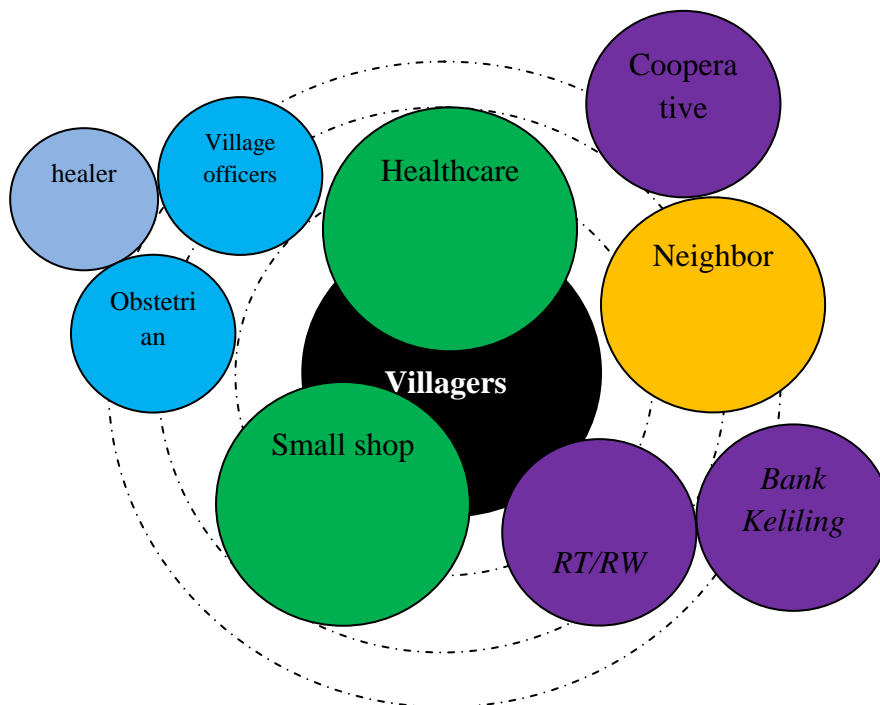 Coopera
tive
Village
officers
healer
Healthcare
Neighbor
Obstetri
an
Villagers
Small shop
Bank
Keliling
RT/RW